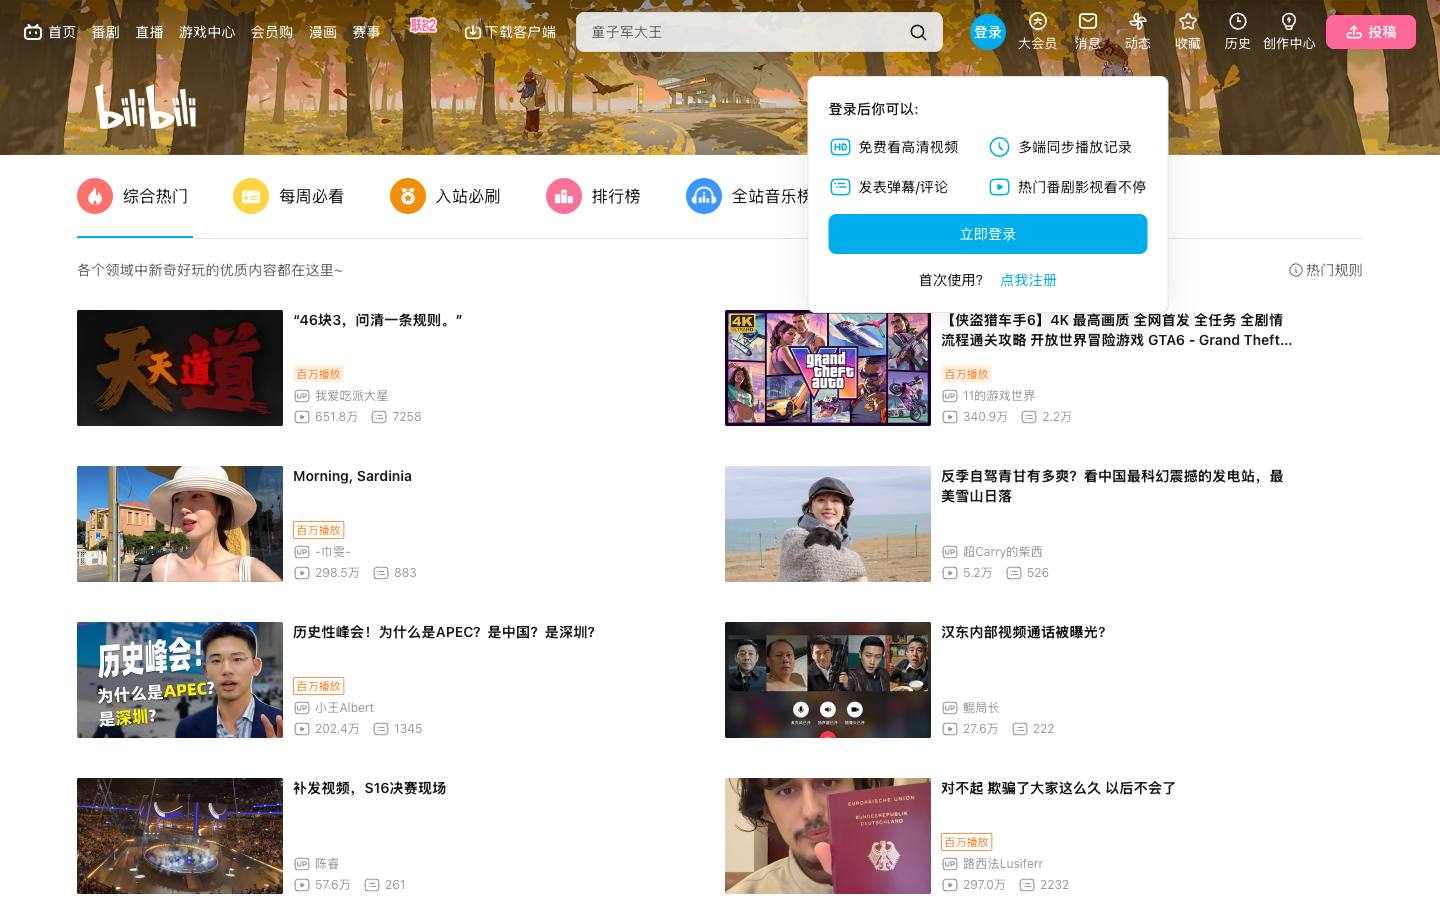 首页 番剧 直播 游戏中心 会员购 漫画 赛事 联名2 下载客户端 童子军大王 登录 大会员 消息 动态 收藏 历史 创作中心 投稿
bilibili
登录后你可以:
HD 免费看高清视频 多端同步播放记录
发表弹幕/评论 热门番剧影视看不停
立即登录
首次使用? 点我注册
综合热门 每周必看 入站必刷 排行榜 全站音乐榜
各个领域中新奇好玩的优质内容都在这里~ 热门规则
天天道道
“46块3，问清一条规则。”
百万播放
UP 我爱吃派大星
651.8万 7258
4K ULTRA HD
grand theft auto VI
【侠盗猎车手6】4K 最高画质 全网首发 全任务 全剧情
流程通关攻略 开放世界冒险游戏 GTA6 - Grand Theft...
百万播放
UP 11的游戏世界
340.9万 2.2万
Morning, Sardinia
百万播放
UP -巾雯-
298.5万 883
反季自驾青甘有多爽？看中国最科幻震撼的发电站，最
美雪山日落
UP 超Carry的柴西
5.2万 526
历史峰会!
为什么是APEC?
是深圳?
历史性峰会！为什么是APEC？是中国？是深圳？
百万播放
UP 小王Albert
202.4万 1345
汉东内部视频通话被曝光？
UP 鲲局长
27.6万 222
补发视频，S16决赛现场
UP 陈睿
57.6万 261
EUROPÄISCHE UNION
BUNDESREPUBLIK
DEUTSCHLAND
对不起 欺骗了大家这么久 以后不会了
百万播放
UP 路西法Lusiferr
297.0万 2232